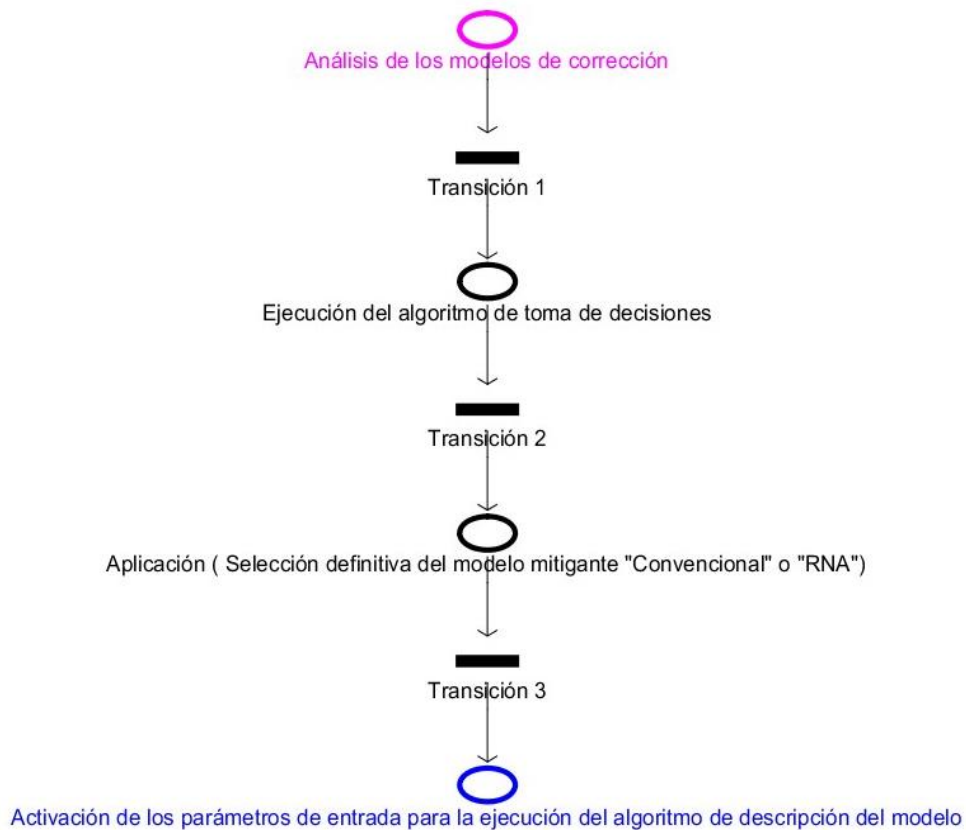 Análisis de los modelos de corrección
Transición 1
Ejecución del algoritmo de toma de decisiones
Transición 2
Aplicación ( Selección definitiva del modelo mitigante "Convencional" o "RNA")
Transición 3
Activación de los parámetros de entrada para la ejecución del algoritmo de descripción del modelo